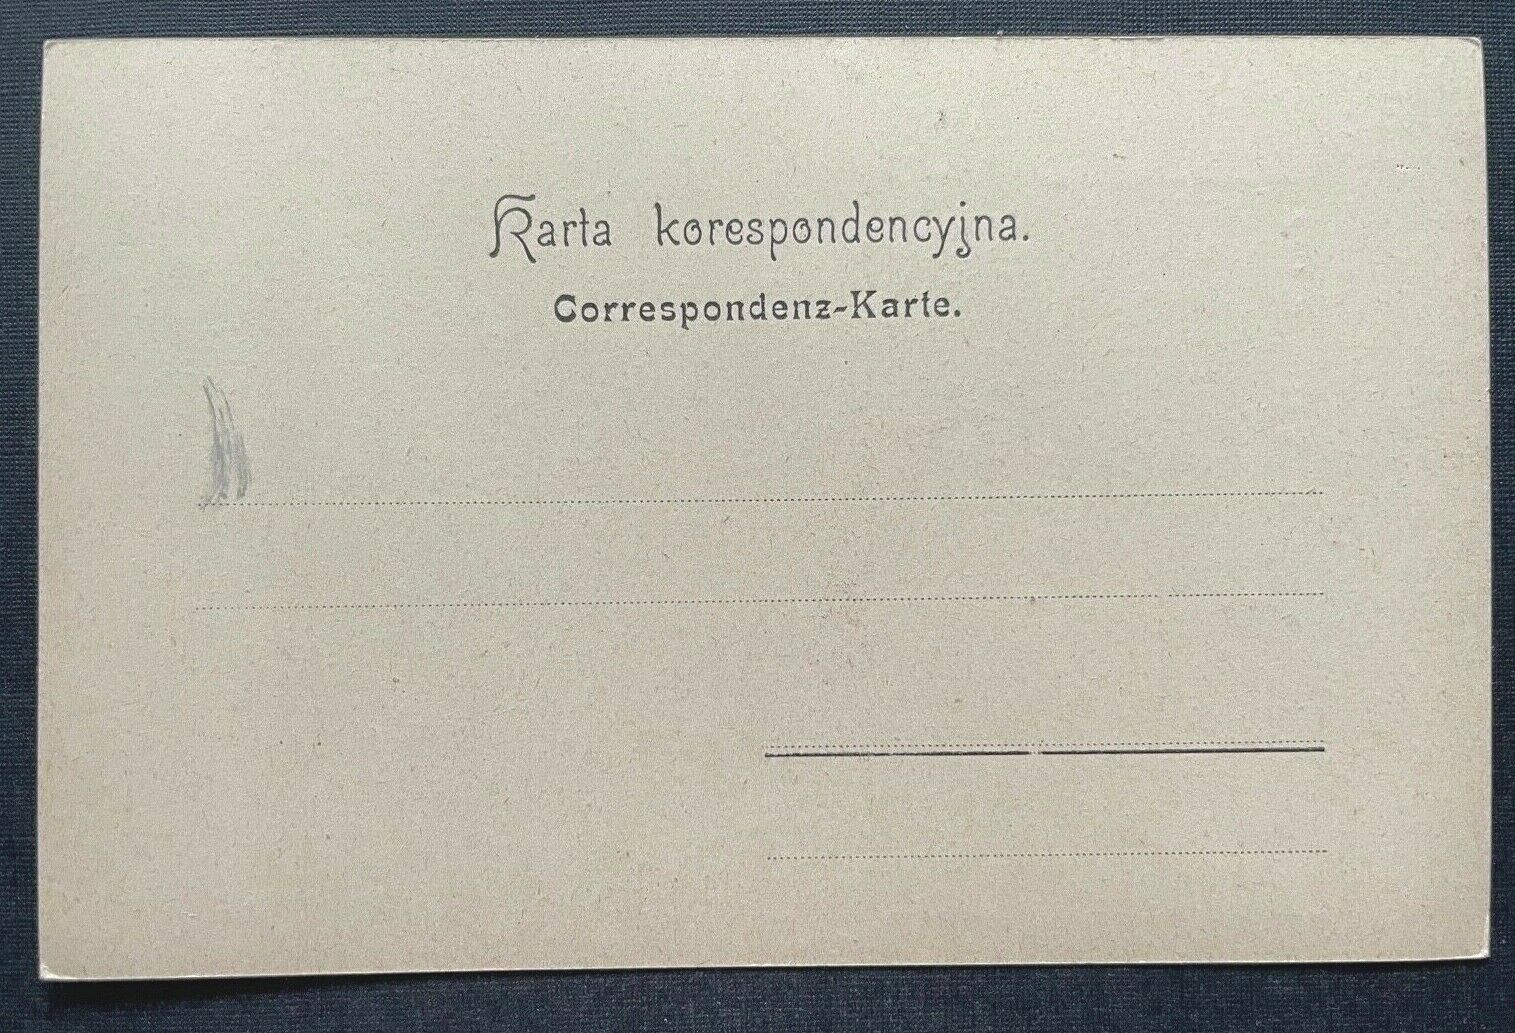 Karta korespondencyjna.
Correspondenz-Karte.